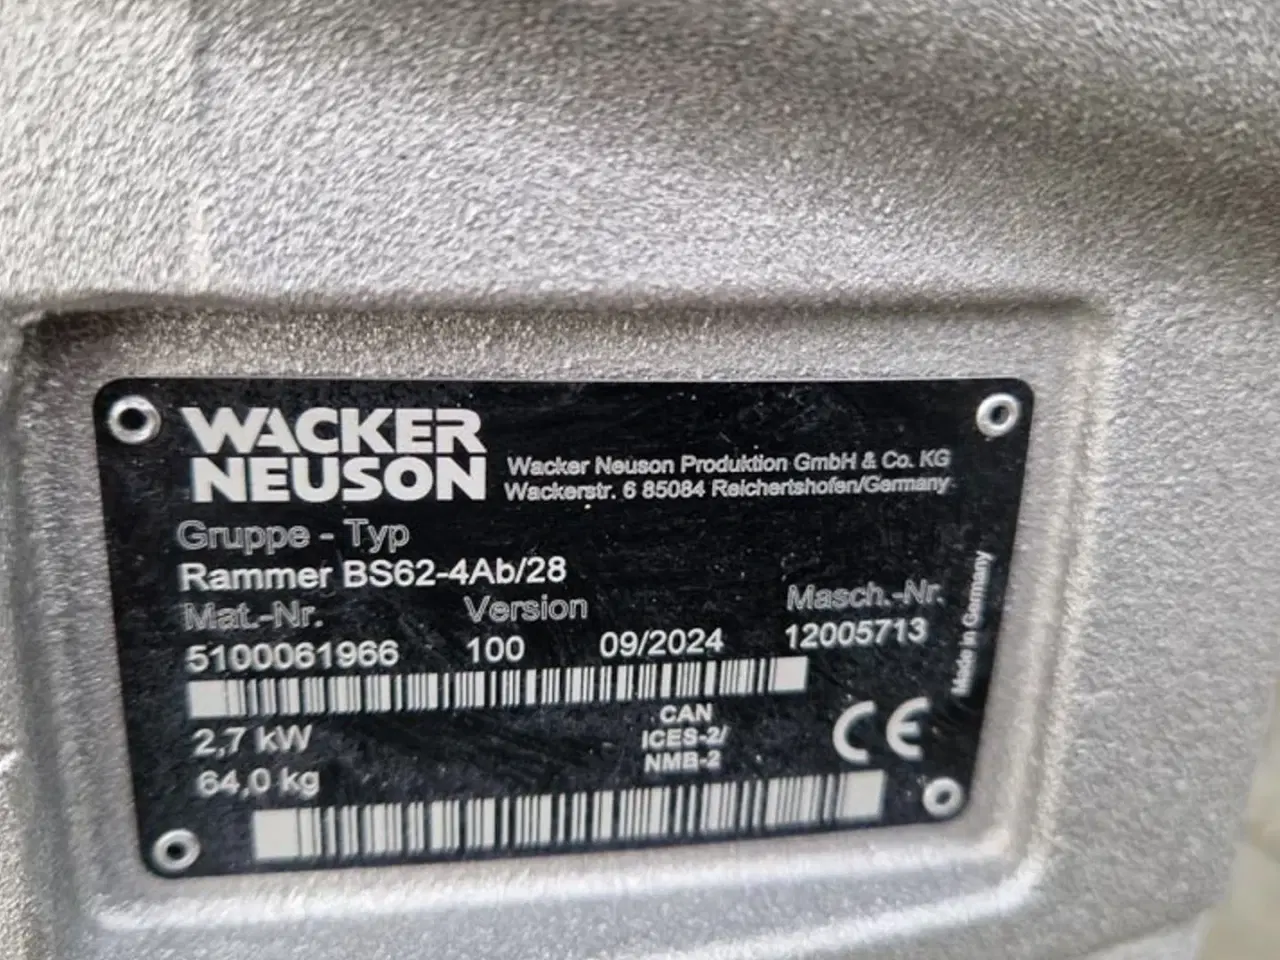 WACKER
NEUSON
Wacker Neuson Produktion GmbH & Co. KG
Wackerstr. 6 85084 Reichertshofen/Germany
Gruppe - Typ
Rammer BS62-4Ab/28
Mat.-Nr. Version Masch.-Nr.
5100061966 100 09/2024 12005713
2,7 kW
64,0 kg
CAN
ICES-2/
NMB-2
CE
Made in Germany